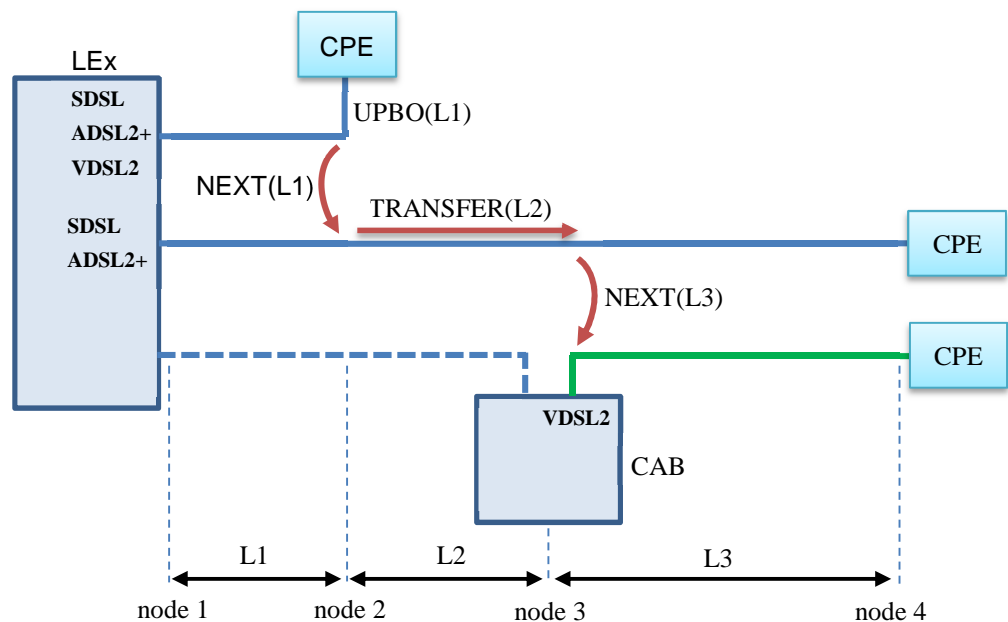 CPE
LEx
SDSL
ADSL2+
VDSL2
UPBO(L1)
NEXT(L1)
TRANSFER(L2)
SDSL
ADSL2+
CPE
NEXT(L3)
CPE
VDSL2
CAB
L1
L2
L3
node 1
node 2
node 3
node 4